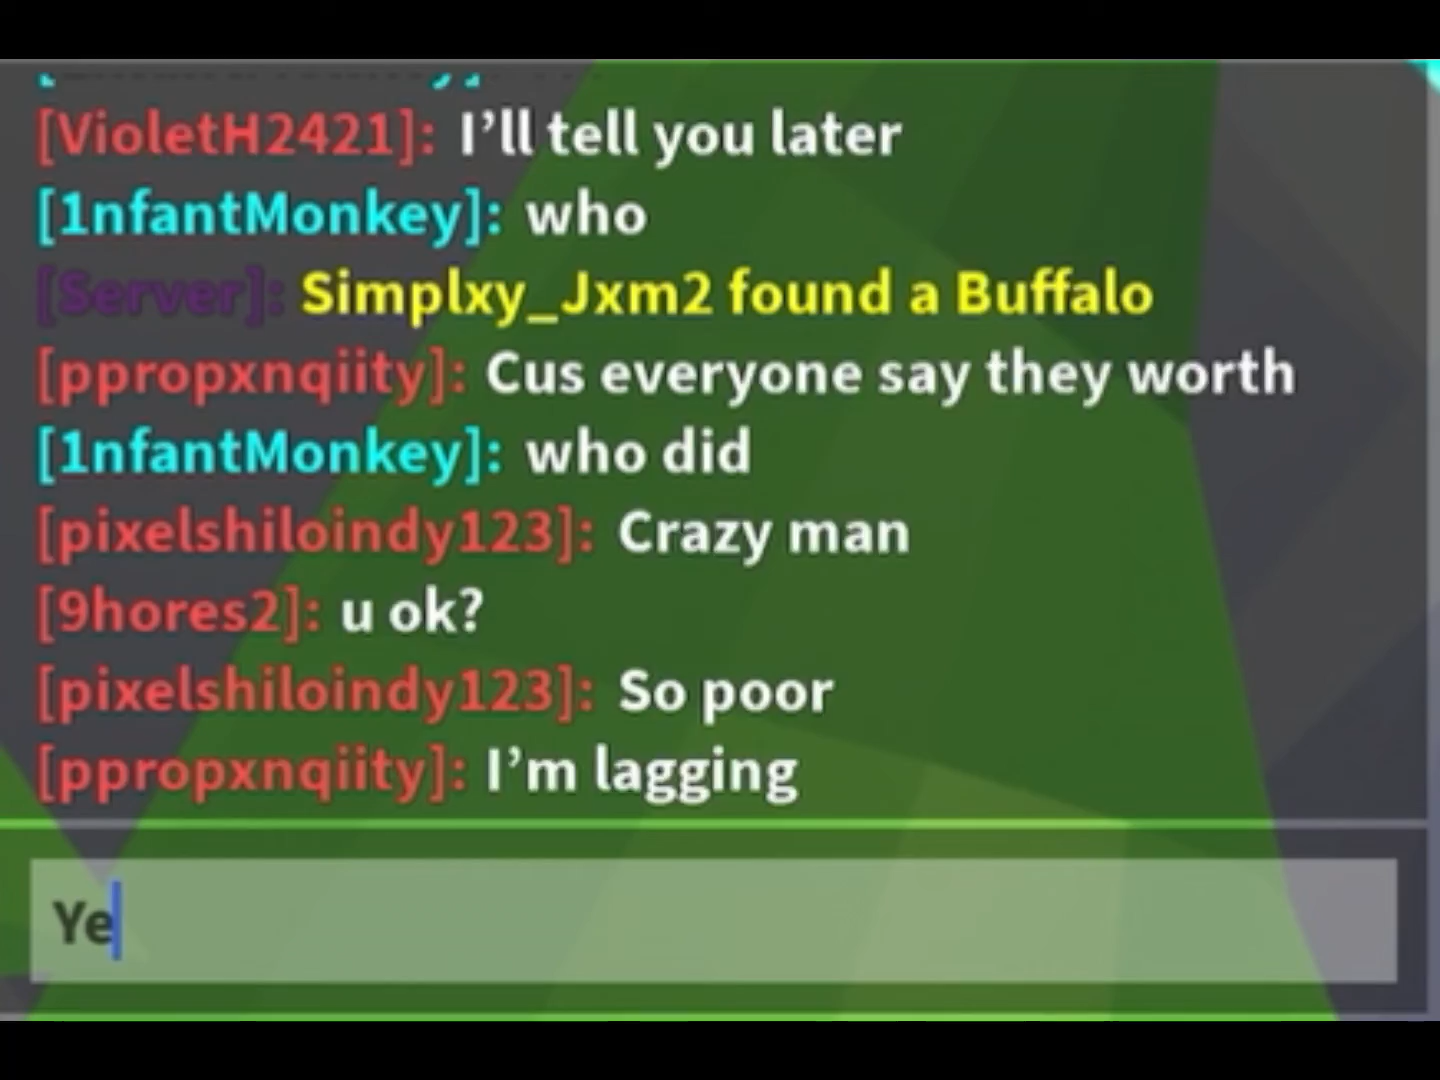 [VioletH2421]: I’ll tell you later
[1nfantMonkey]: who
[Server]: Simplxy_Jxm2 found a Buffalo
[ppropxnqiity]: Cus everyone say they worth
[1nfantMonkey]: who did
[pixelshiloindy123]: Crazy man
[9hores2]: u ok?
[pixelshiloindy123]: So poor
[ppropxnqiity]: I’m lagging
Ye